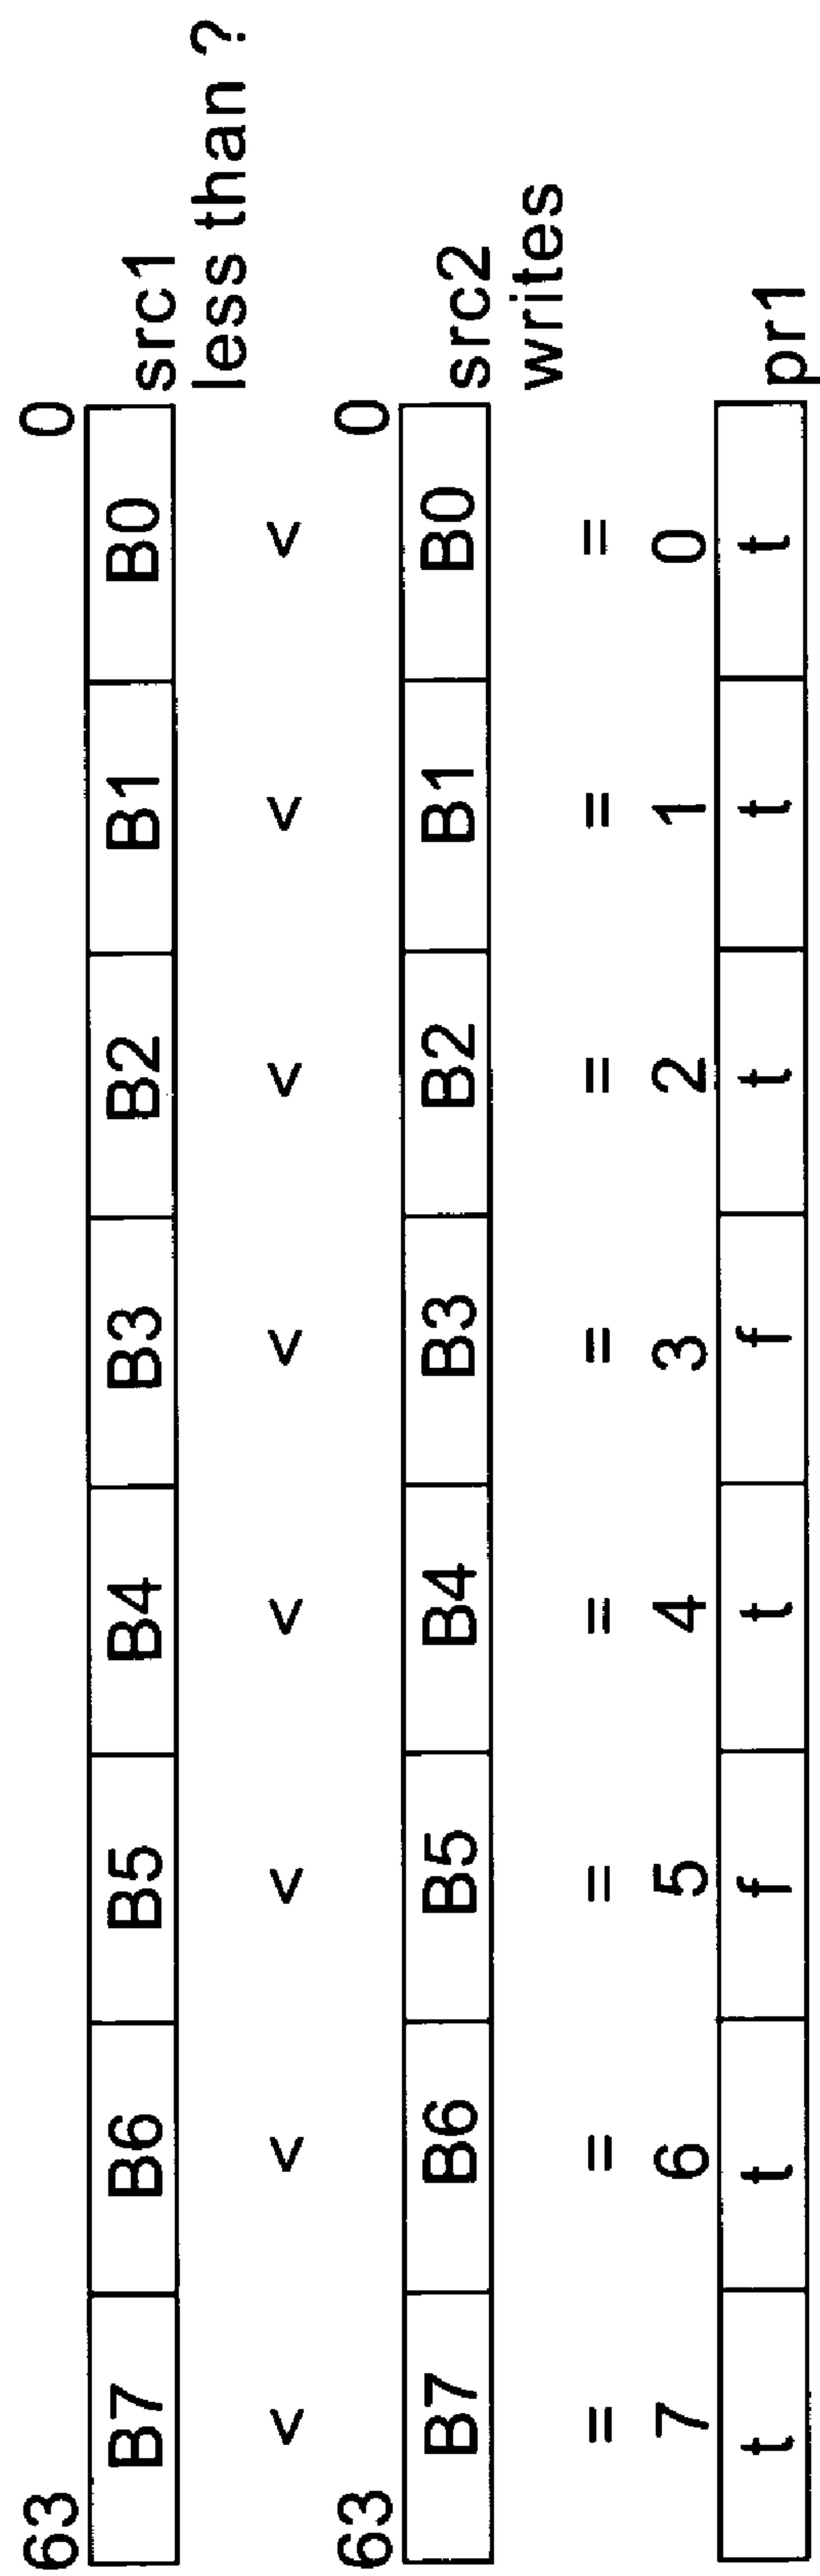 63 0
B7 B6 B5 B4 B3 B2 B1 B0 src1
< < < < < < < < less than ?
63 0
B7 B6 B5 B4 B3 B2 B1 B0 src2
= = = = = = = = writes
7 6 5 4 3 2 1 0
t t f t f t t t pr1